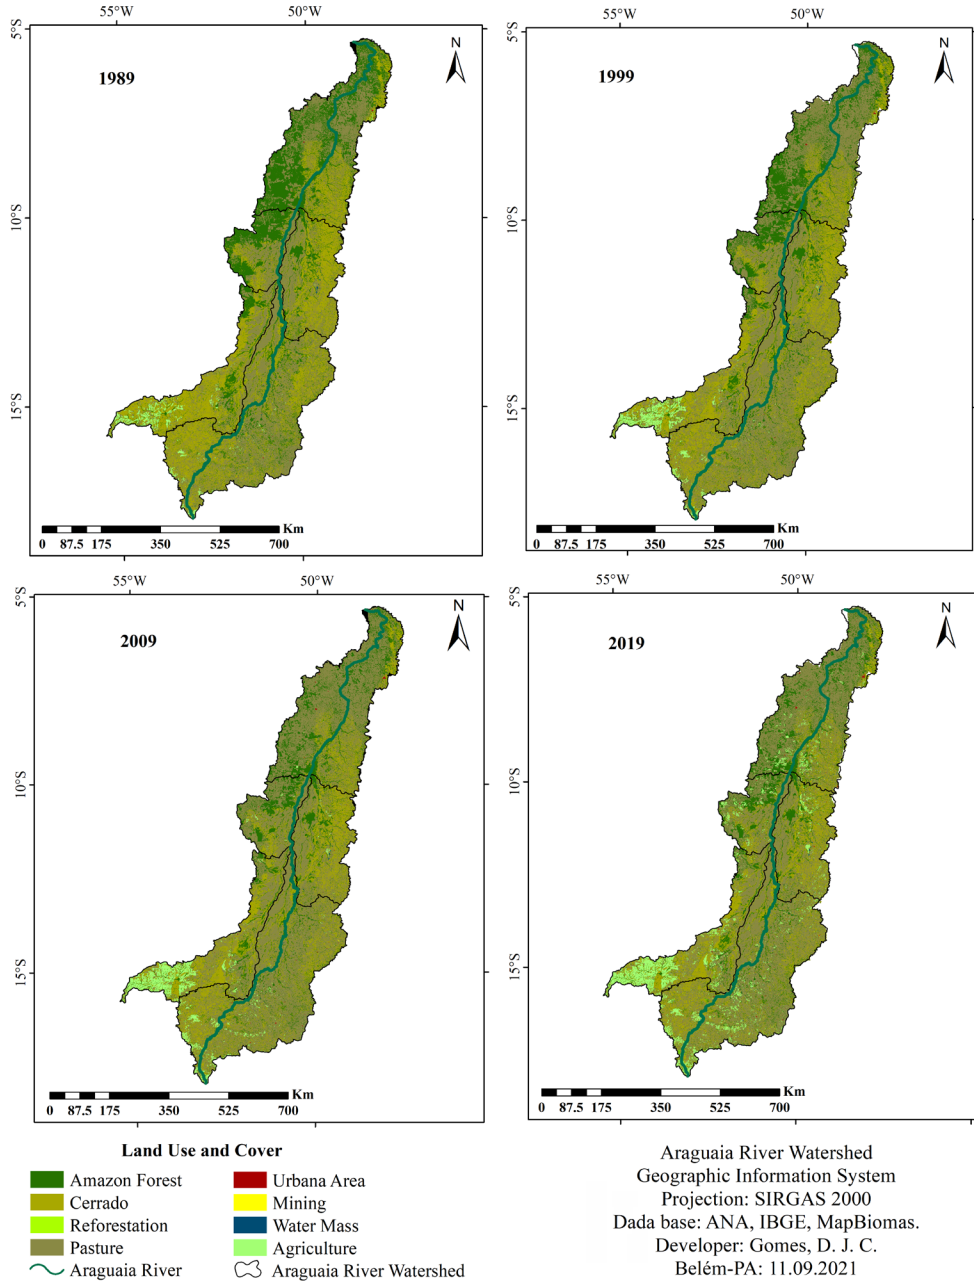 55°W 50°W
5°S
10°S
15°S
1989
N
Km
0 87.5 175 350 525 700
55°W 50°W
5°S
10°S
15°S
1999
N
Km
0 87.5 175 350 525 700
55°W 50°W
55°W 50°W
5°S
10°S
15°S
2009
N
Km
0 87.5 175 350 525 700
55°W 50°W
55°W 50°W
5°S
10°S
15°S
2019
N
Km
0 87.5 175 350 525 700
Land Use and Cover
Amazon Forest
Cerrado
Reforestation
Pasture
Araguaia River
Urbana Area
Mining
Water Mass
Agriculture
Araguaia River Watershed
Araguaia River Watershed
Geographic Information System
Projection: SIRGAS 2000
Dada base: ANA, IBGE, MapBiomas.
Developer: Gomes, D. J. C.
Belém-PA: 11.09.2021